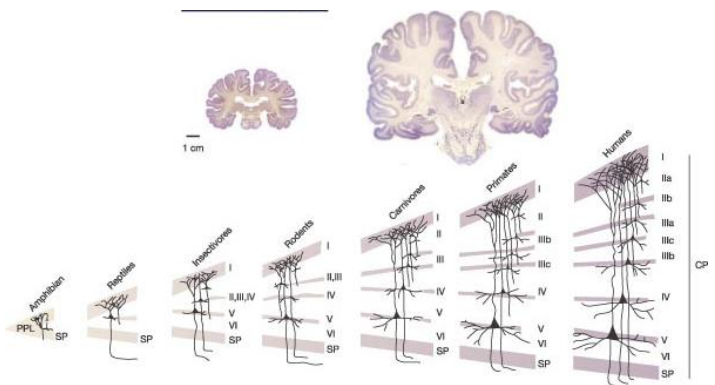 1 cm
Amphibian
PPL
SP
Reptiles
SP
Insectivores
I
II,III,IV
V
VI
SP
Rodents
I
II,III
IV
V
VI
SP
Carnivores
I
II
III
IIIc
IV
V
VI
SP
Primates
I
II
IIIb
IIIc
IV
V
VI
SP
Humans
I
IIa
IIb
IIIa
IIIc
IIIb
IV
V
VI
SP
CP